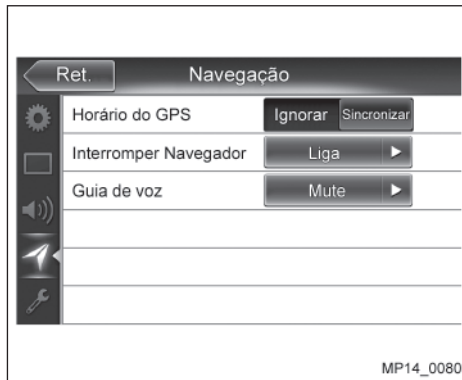 Ret. Navegação
Horário do GPS Ignorar Sincronizar
Interromper Navegador Liga
Guia de voz Mute
MP14_0080